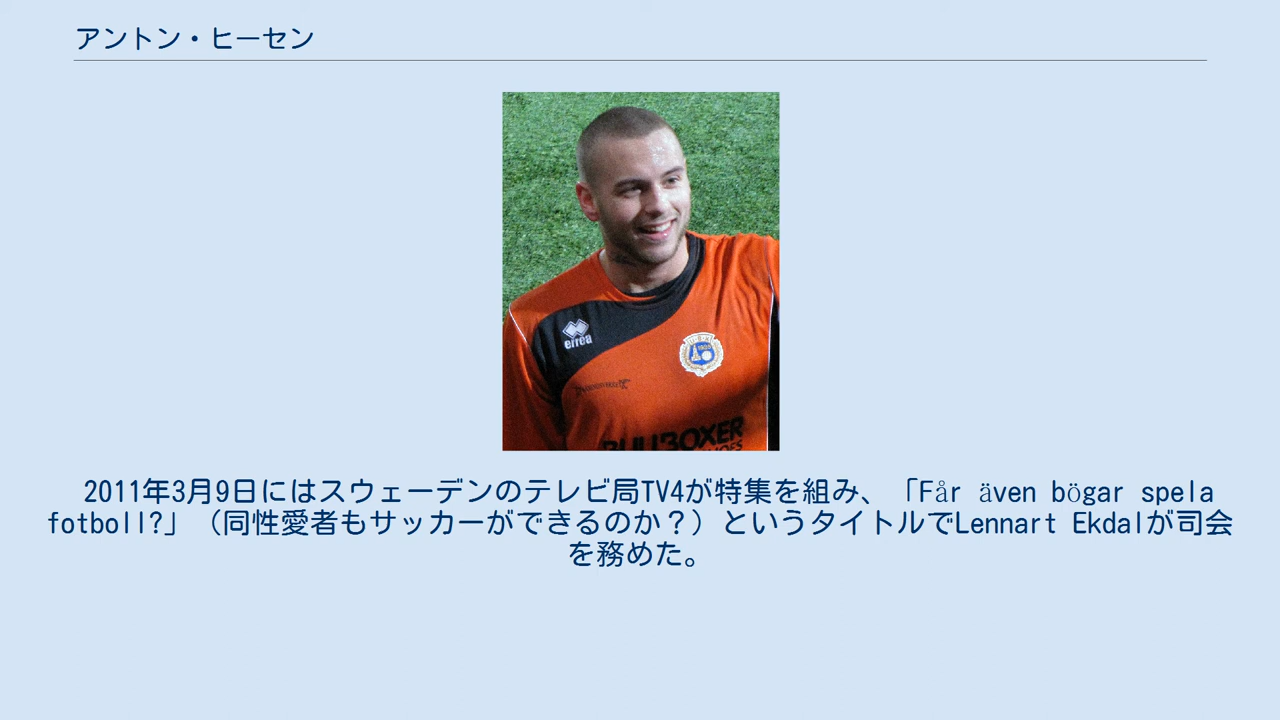 アントン・ヒーセン
errea
BULLBOXER
2011年3月9日にはスウェーデンのテレビ局TV4が特集を組み、「Får även bögar spela
fotboll?」（同性愛者もサッカーができるのか？）というタイトルでLennart Ekdalが司会
を務めた。